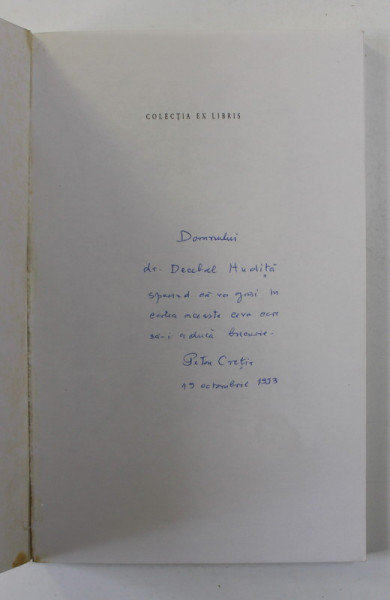 COLECȚIA EX LIBRIS
Domnului
dr. Decebal Hudiță
sperând că va găsi în
cartea aceasta ceva care
să-i aducă bucurie.
Petru Creția
19 octombrie 1997